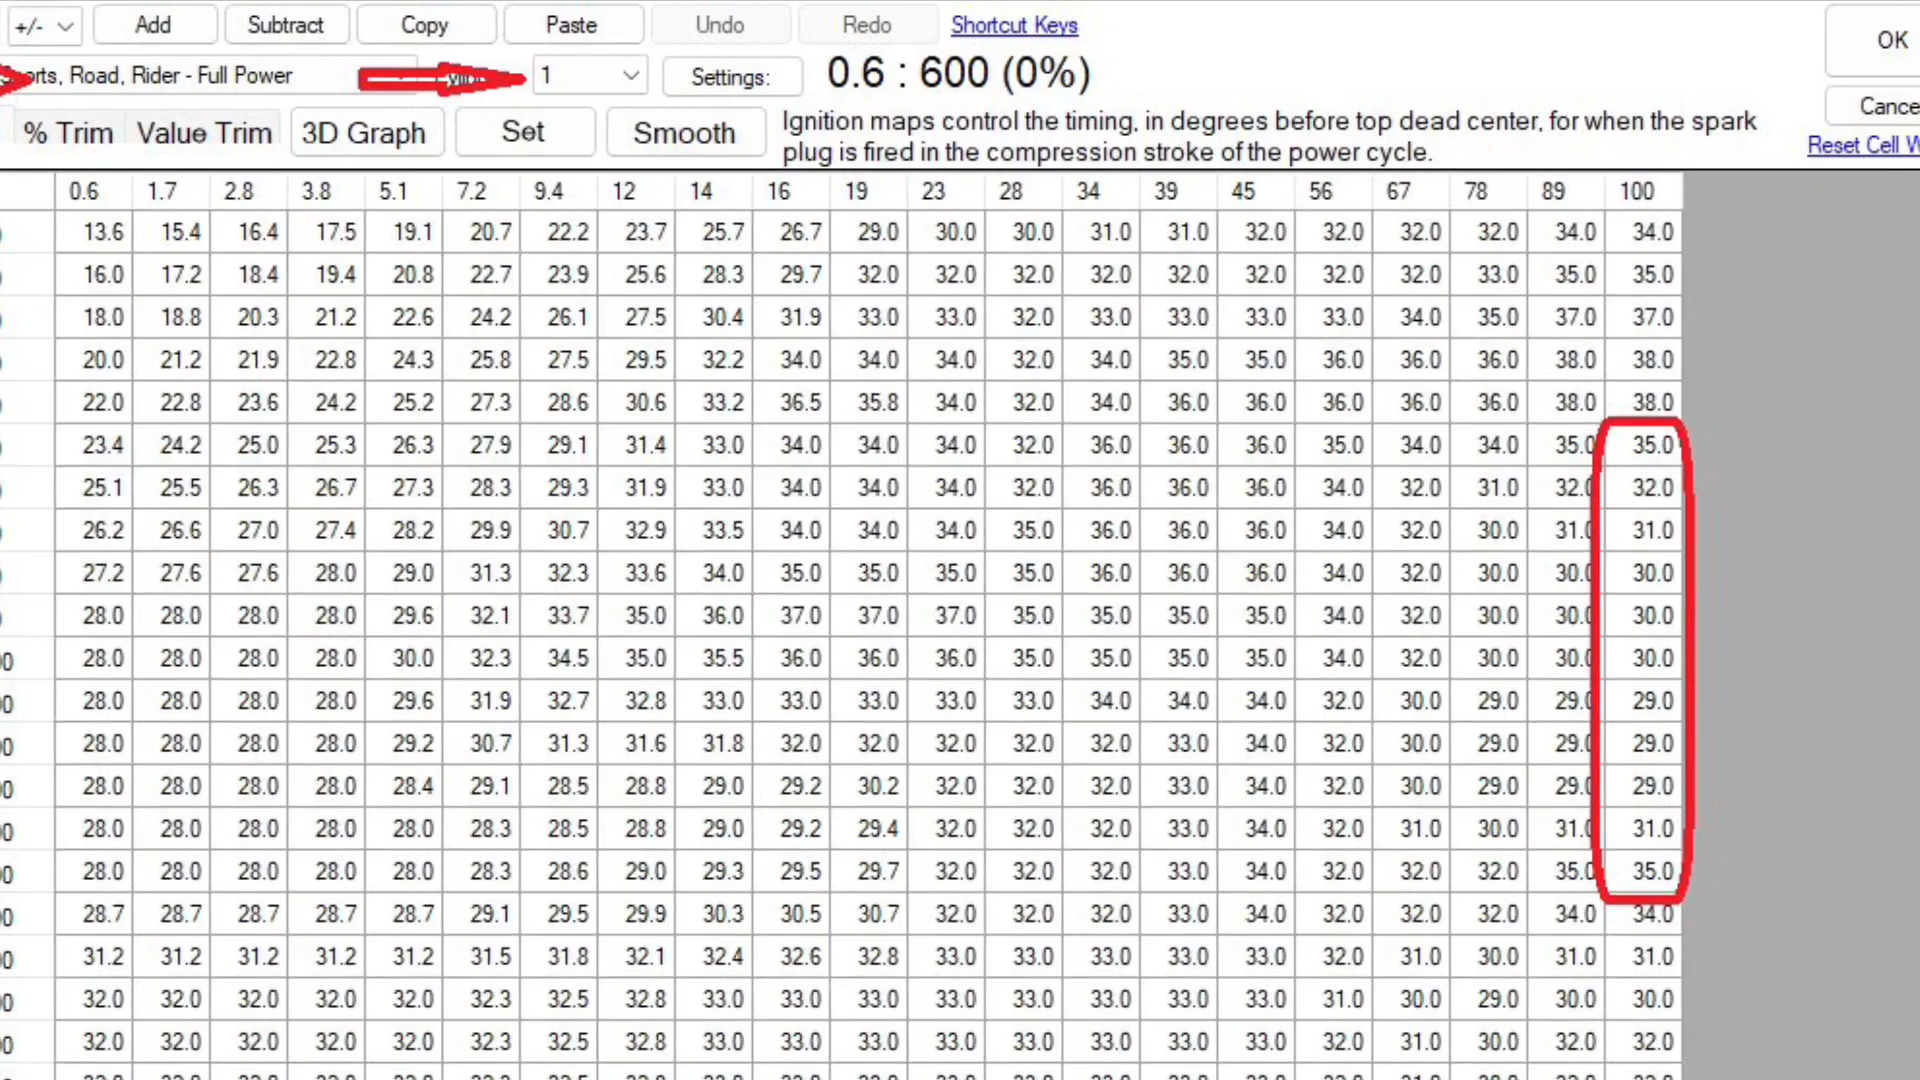 +/- Add Subtract Copy Paste Undo Redo Shortcut Keys OK
Road, Rider - Full Power 1 Settings: 0.6 : 600 (0%)
Cance
% Trim Value Trim 3D Graph Set Smooth Ignition maps control the timing, in degrees before top dead center, for when the spark
plug is fired in the compression stroke of the power cycle.
Reset Cell W
0.6 1.7 2.8 3.8 5.1 7.2 9.4 12 14 16 19 23 28 34 39 45 56 67 78 89 100
13.6 15.4 16.4 17.5 19.1 20.7 22.2 23.7 25.7 26.7 29.0 30.0 30.0 31.0 31.0 32.0 32.0 32.0 32.0 34.0 34.0
16.0 17.2 18.4 19.4 20.8 22.7 23.9 25.6 28.3 29.7 32.0 32.0 32.0 32.0 32.0 32.0 32.0 32.0 33.0 35.0 35.0
18.0 18.8 20.3 21.2 22.6 24.2 26.1 27.5 30.4 31.9 33.0 33.0 32.0 33.0 33.0 33.0 33.0 34.0 35.0 37.0 37.0
20.0 21.2 21.9 22.8 24.3 25.8 27.5 29.5 32.2 34.0 34.0 34.0 32.0 34.0 35.0 35.0 36.0 36.0 36.0 38.0 38.0
22.0 22.8 23.6 24.2 25.2 27.3 28.6 30.6 33.2 36.5 35.8 34.0 32.0 34.0 36.0 36.0 36.0 36.0 36.0 38.0 38.0
23.4 24.2 25.0 25.3 26.3 27.9 29.1 31.4 33.0 34.0 34.0 34.0 32.0 36.0 36.0 36.0 35.0 34.0 34.0 35.0 35.0
25.1 25.5 26.3 26.7 27.3 28.3 29.3 31.9 33.0 34.0 34.0 34.0 32.0 36.0 36.0 36.0 34.0 32.0 31.0 32.0 32.0
26.2 26.6 27.0 27.4 28.2 29.9 30.7 32.9 33.5 34.0 34.0 34.0 35.0 36.0 36.0 36.0 34.0 32.0 30.0 31.0 31.0
27.2 27.6 27.6 28.0 29.0 31.3 32.3 33.6 34.0 35.0 35.0 35.0 35.0 36.0 36.0 36.0 34.0 32.0 30.0 30.0 30.0
28.0 28.0 28.0 28.0 29.6 32.1 33.7 35.0 36.0 37.0 37.0 37.0 35.0 35.0 35.0 35.0 34.0 32.0 30.0 30.0 30.0
28.0 28.0 28.0 28.0 30.0 32.3 34.5 35.0 35.5 36.0 36.0 36.0 35.0 35.0 35.0 35.0 34.0 32.0 30.0 30.0 30.0
28.0 28.0 28.0 28.0 29.6 31.9 32.7 32.8 33.0 33.0 33.0 33.0 33.0 34.0 34.0 34.0 32.0 30.0 29.0 29.0 29.0
28.0 28.0 28.0 28.0 29.2 30.7 31.3 31.6 31.8 32.0 32.0 32.0 32.0 32.0 33.0 34.0 32.0 30.0 29.0 29.0 29.0
28.0 28.0 28.0 28.0 28.4 29.1 28.5 28.8 29.0 29.2 30.2 32.0 32.0 32.0 33.0 34.0 32.0 30.0 29.0 29.0 29.0
28.0 28.0 28.0 28.0 28.0 28.3 28.5 28.8 29.0 29.2 29.4 32.0 32.0 32.0 33.0 34.0 32.0 31.0 30.0 31.0 31.0
28.0 28.0 28.0 28.0 28.0 28.3 28.6 29.0 29.3 29.5 29.7 32.0 32.0 32.0 33.0 34.0 32.0 32.0 32.0 35.0 35.0
28.7 28.7 28.7 28.7 28.7 29.1 29.5 29.9 30.3 30.5 30.7 32.0 32.0 32.0 33.0 34.0 32.0 32.0 32.0 34.0 34.0
31.2 31.2 31.2 31.2 31.2 31.5 31.8 32.1 32.4 32.6 32.8 33.0 33.0 33.0 33.0 33.0 32.0 31.0 30.0 31.0 31.0
32.0 32.0 32.0 32.0 32.0 32.3 32.5 32.8 33.0 33.0 33.0 33.0 33.0 33.0 33.0 33.0 31.0 30.0 29.0 30.0 30.0
32.0 32.0 32.0 32.0 32.0 32.3 32.5 32.8 33.0 33.0 33.0 33.0 33.0 33.0 33.0 33.0 32.0 31.0 30.0 32.0 32.0